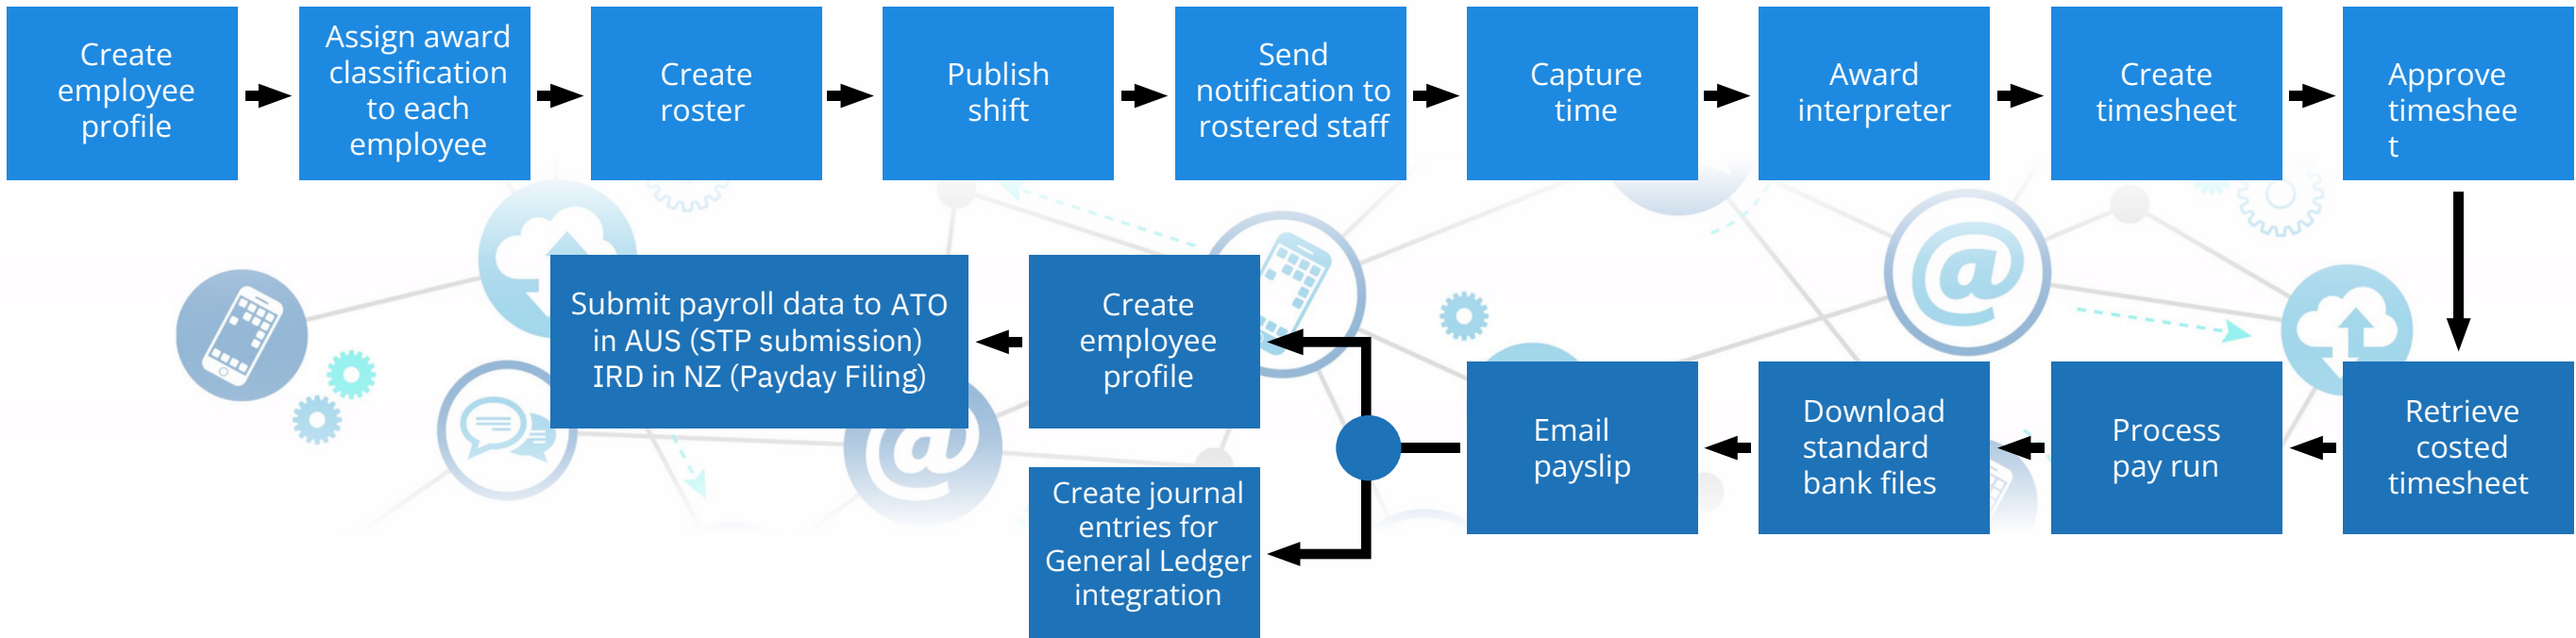 Create
employee
profile
Assign award
classification
to each
employee
Create
roster
Publish
shift
Send
notification to
rostered staff
Capture
time
Award
interpreter
Create
timesheet
Approve
timeshee
t
Retrieve
costed
timesheet
Process
pay run
Download
standard
bank files
Email
payslip
Create
employee
profile
Submit payroll data to ATO
in AUS (STP submission)
IRD in NZ (Payday Filing)
Create journal
entries for
General Ledger
integration